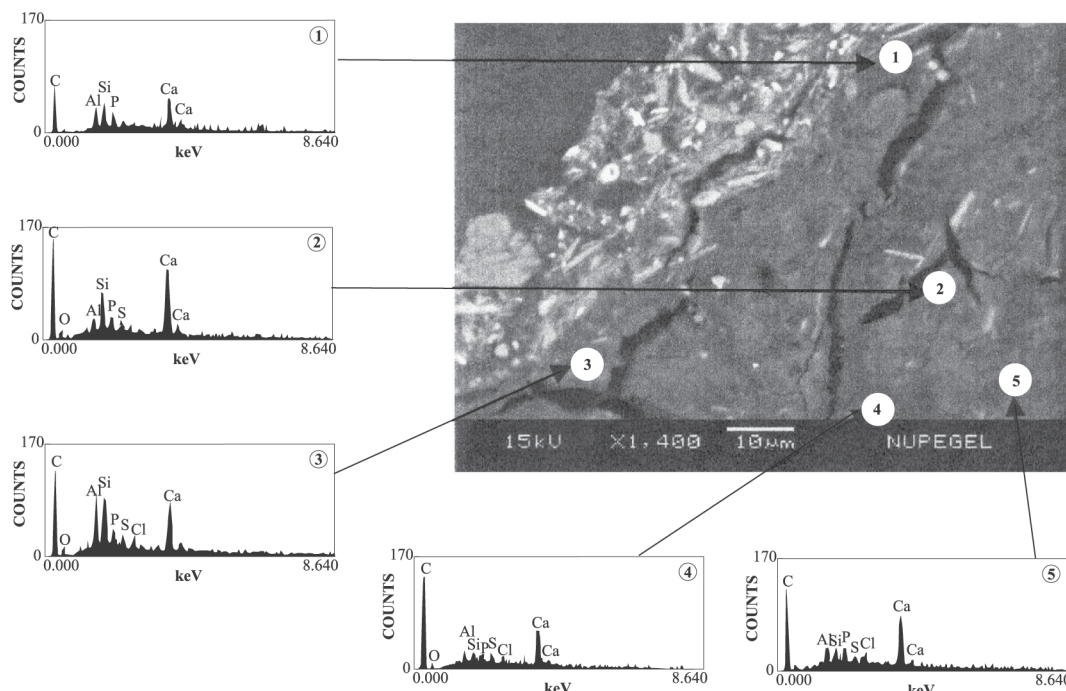 170
①
COUNTS
C
Al
Si
P
Ca
Ca
0
0.000
keV
8.640
170
②
COUNTS
C
O
Al
Si
P
S
Ca
Ca
0
0.000
keV
8.640
170
③
COUNTS
C
O
Al
Si
P
S
Cl
Ca
0
0.000
keV
8.640
1
2
3
4
5
15kV X1,400 10µm NUPEGEL
170
④
COUNTS
C
O
Al
Si
P
S
Cl
Ca
Ca
0
0.000
keV
8.640
170
⑤
COUNTS
C
Al
Si
P
S
Cl
Ca
Ca
0
0.000
keV
8.640